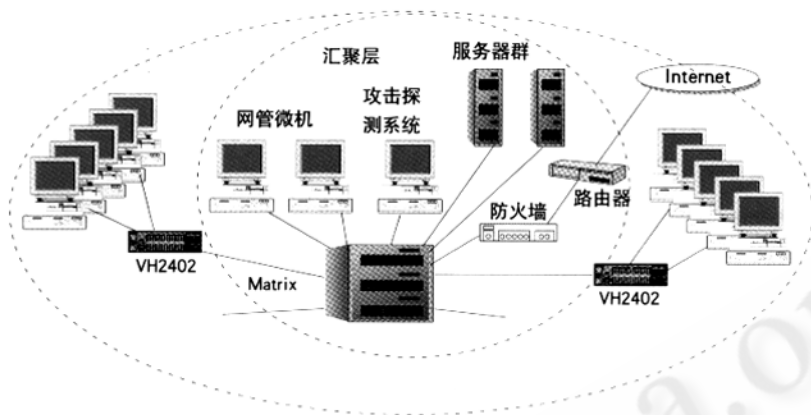 汇聚层
服务器群
Internet
网管微机
攻击探
测系统
路由器
防火墙
VH2402
Matrix
VH2402
a.o